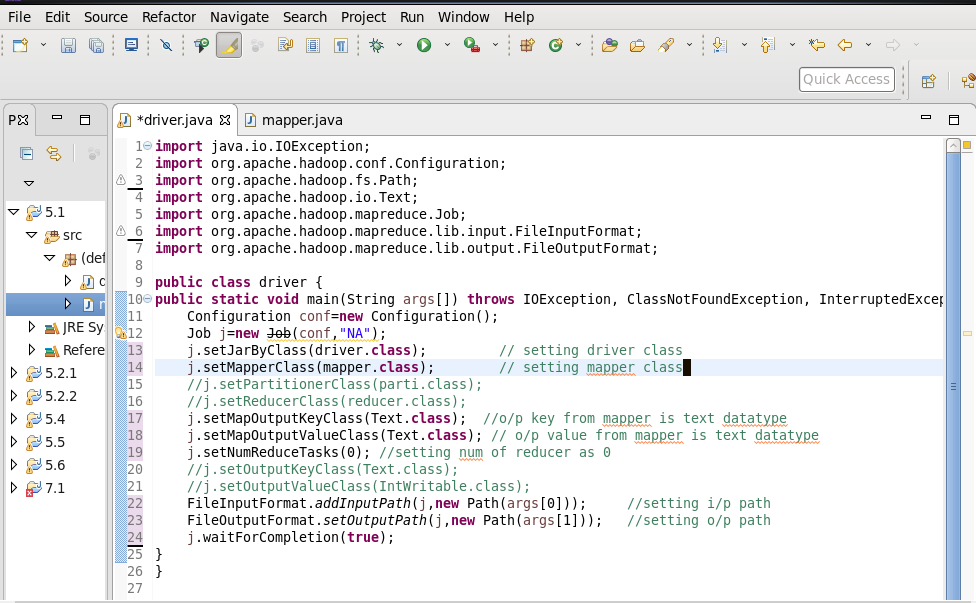 File Edit Source Refactor Navigate Search Project Run Window Help
Quick Access
P
*driver.java
mapper.java
5.1
src
(def
d
JRE Sy
Refere
5.2.1
5.2.2
5.4
5.5
5.6
7.1
1 import java.io.IOException;
2 import org.apache.hadoop.conf.Configuration;
3 import org.apache.hadoop.fs.Path;
4 import org.apache.hadoop.io.Text;
5 import org.apache.hadoop.mapreduce.Job;
6 import org.apache.hadoop.mapreduce.lib.input.FileInputFormat;
7 import org.apache.hadoop.mapreduce.lib.output.FileOutputFormat;
8
9 public class driver {
10 public static void main(String args[]) throws IOException, ClassNotFoundException, InterruptedExcep
11 Configuration conf=new Configuration();
12 Job j=new Job(conf,"NA");
13 j.setJarByClass(driver.class); // setting driver class
14 j.setMapperClass(mapper.class); // setting mapper class
15 //j.setPartitionerClass(parti.class);
16 //j.setReducerClass(reducer.class);
17 j.setMapOutputKeyClass(Text.class); //o/p key from mapper is text datatype
18 j.setMapOutputValueClass(Text.class); // o/p value from mapper is text datatype
19 j.setNumReduceTasks(0); //setting num of reducer as 0
20 //j.setOutputKeyClass(Text.class);
21 //j.setOutputValueClass(IntWritable.class);
22 FileInputFormat.addInputPath(j,new Path(args[0])); //setting i/p path
23 FileOutputFormat.setOutputPath(j,new Path(args[1])); //setting o/p path
24 j.waitForCompletion(true);
25 }
26 }
27